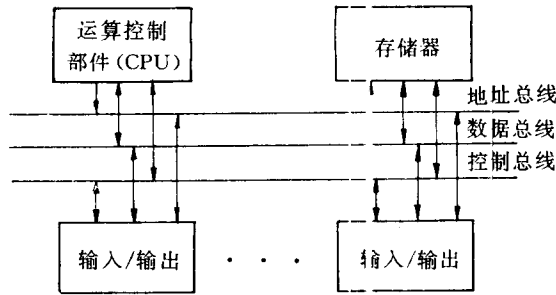 运算控制
部件(CPU)
存储器
地址总线
数据总线
控制总线
输入/输出
· · ·
输入/输出